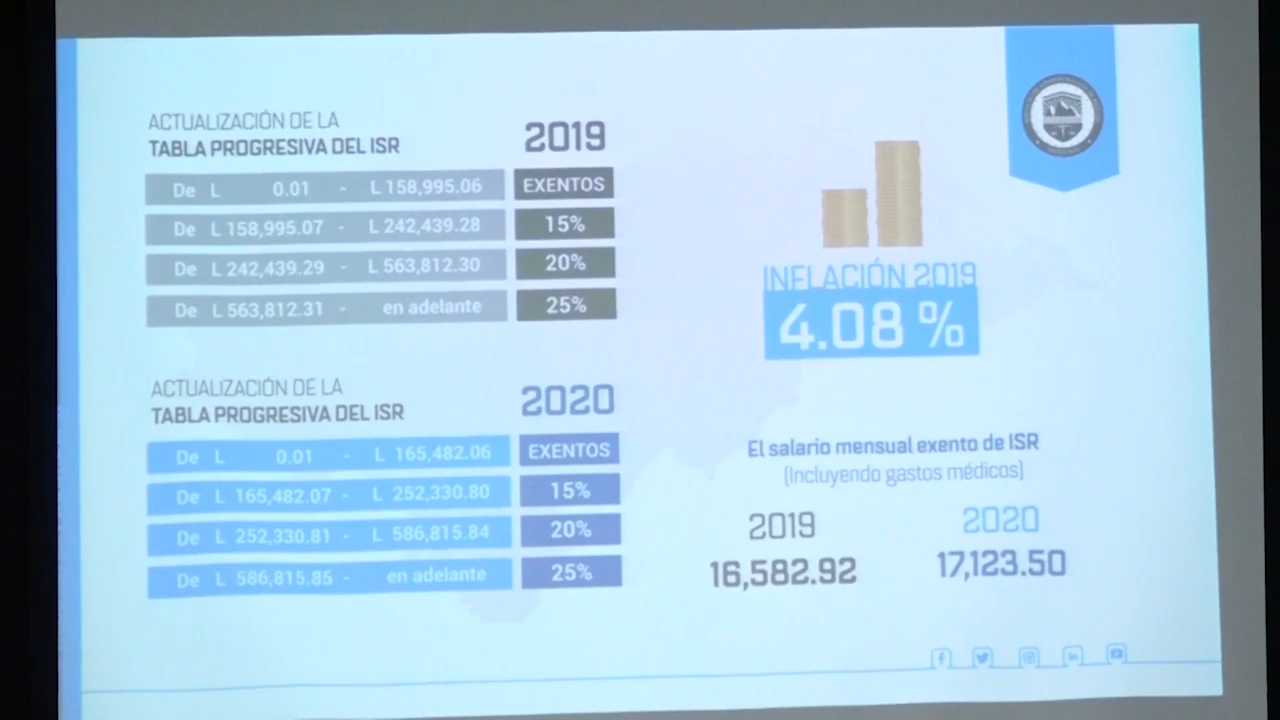 ACTUALIZACIÓN DE LA
TABLA PROGRESIVA DEL ISR 2019
De L 0.01 - L 158,995.06 EXENTOS
De L 158,995.07 - L 242,439.28 15%
De L 242,439.29 - L 563,812.30 20%
De L 563,812.31 - en adelante 25%
ACTUALIZACIÓN DE LA
TABLA PROGRESIVA DEL ISR 2020
De L 0.01 - L 165,482.06 EXENTOS
De L 165,482.07 - L 252,330.80 15%
De L 252,330.81 - L 586,815.84 20%
De L 586,815.85 - en adelante 25%
INFLACIÓN 2019
4.08 %
El salario mensual exento de ISR
(Incluyendo gastos médicos)
2019 2020
16,582.92 17,123.50